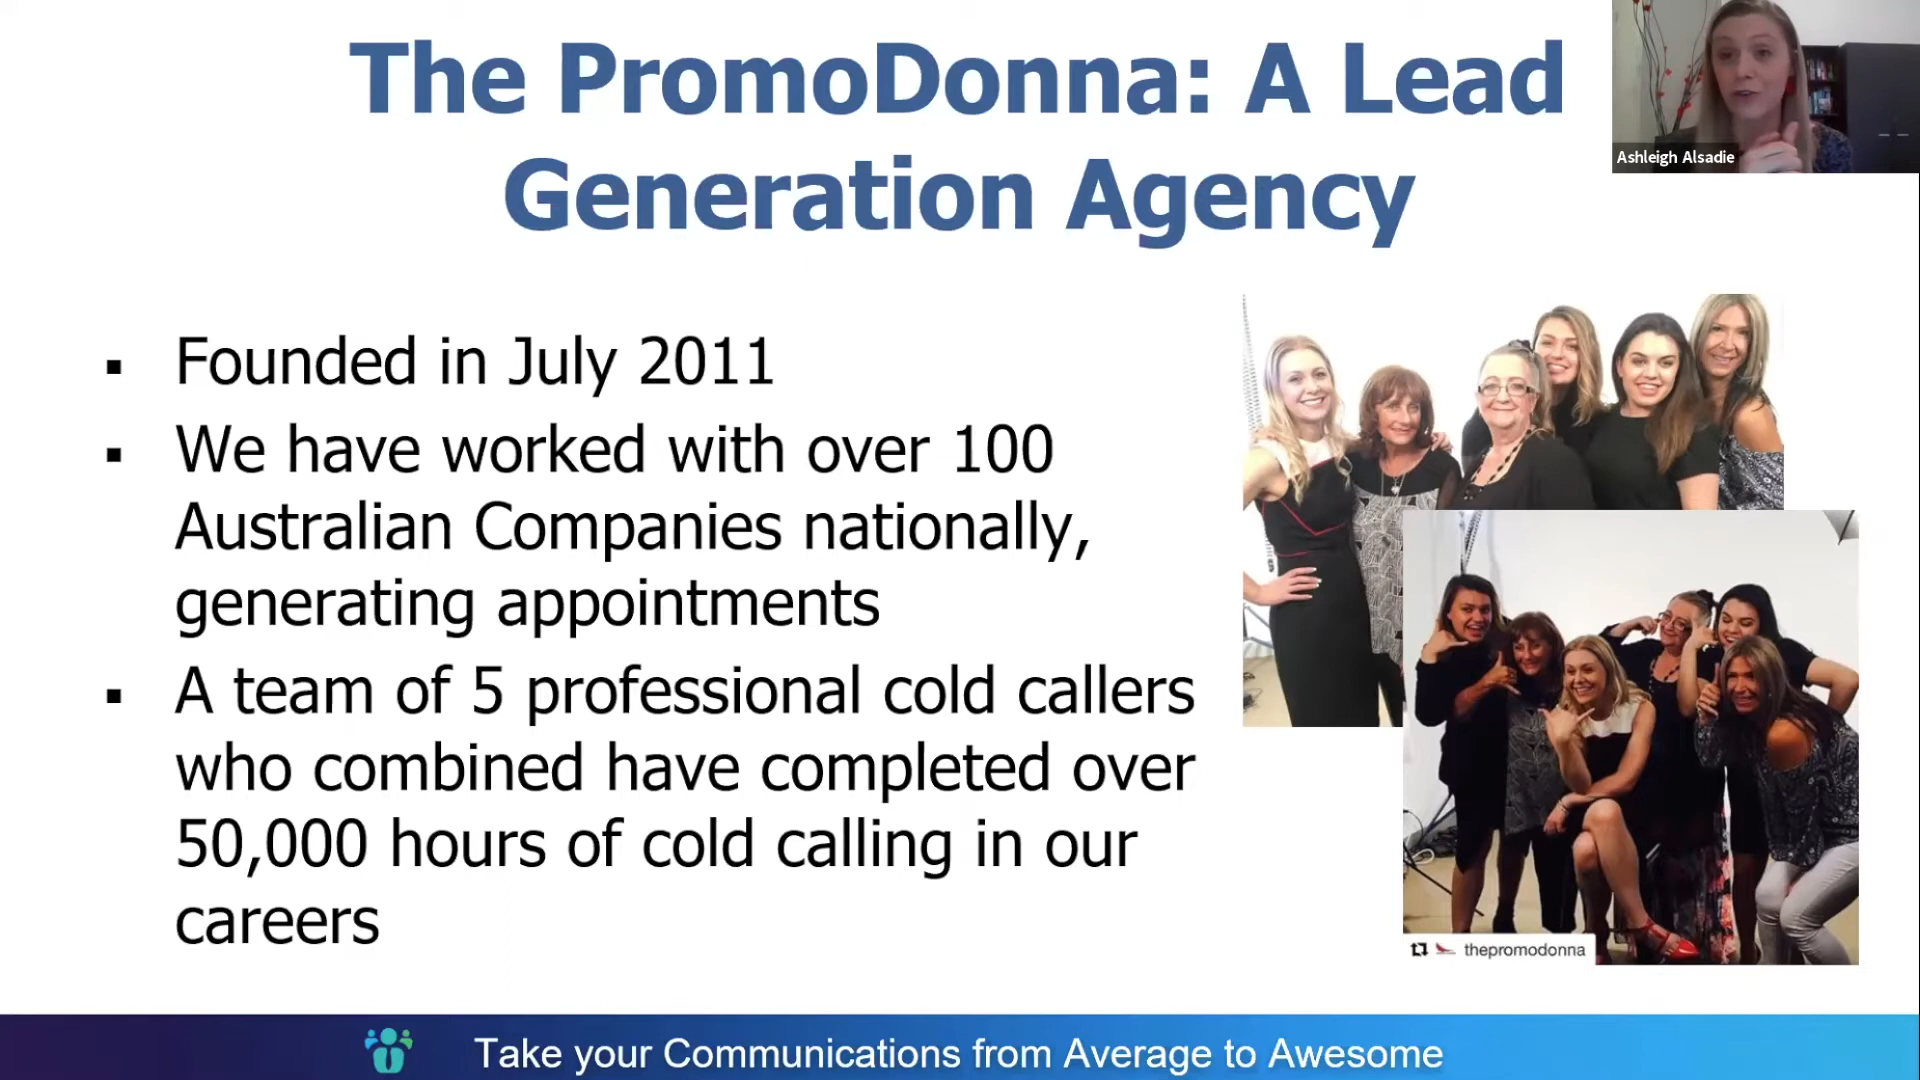 The PromoDonna: A Lead
Generation Agency
Ashleigh Alsadie
▪ Founded in July 2011
▪ We have worked with over 100
Australian Companies nationally,
generating appointments
▪ A team of 5 professional cold callers
who combined have completed over
50,000 hours of cold calling in our
careers
thepromodonna
Take your Communications from Average to Awesome